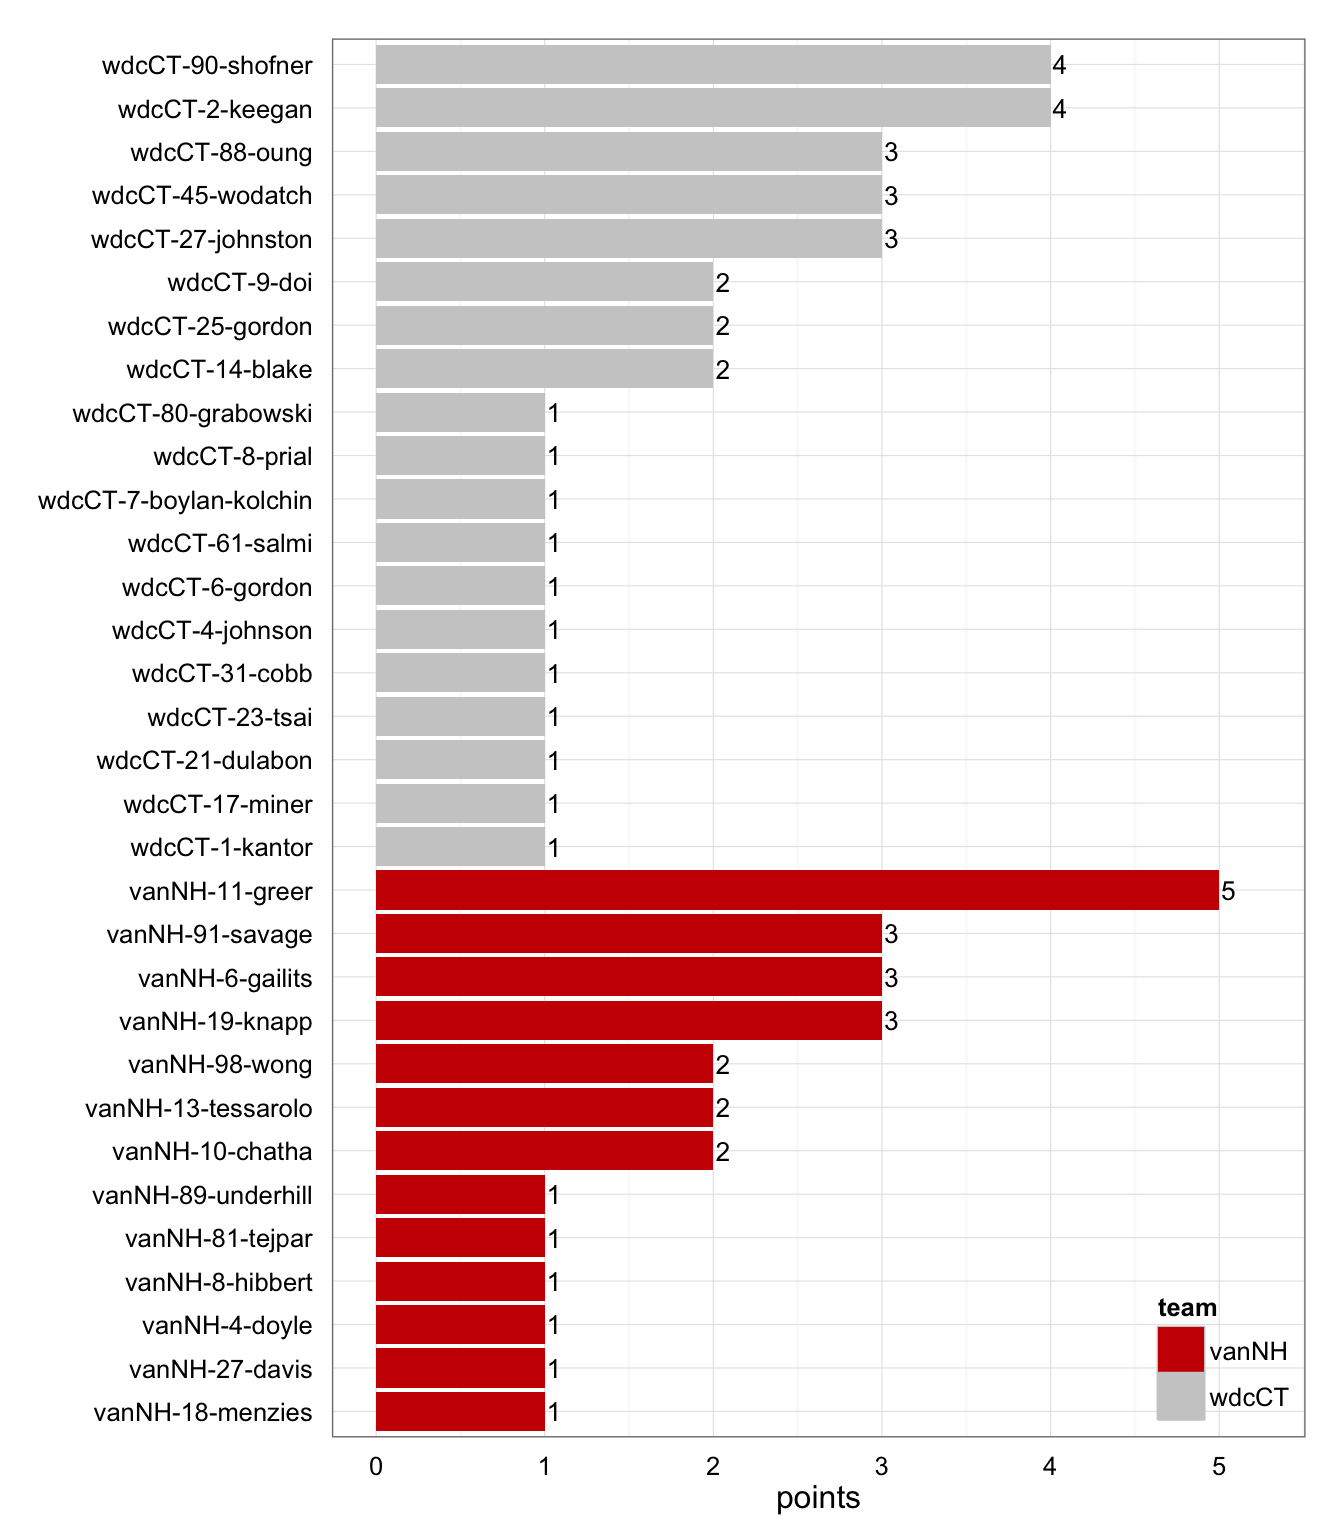 wdcCT-90-shofner 4
wdcCT-2-keegan 4
wdcCT-88-oung 3
wdcCT-45-wodatch 3
wdcCT-27-johnston 3
wdcCT-9-doi 2
wdcCT-25-gordon 2
wdcCT-14-blake 2
wdcCT-80-grabowski 1
wdcCT-8-prial 1
wdcCT-7-boylan-kolchin 1
wdcCT-61-salmi 1
wdcCT-6-gordon 1
wdcCT-4-johnson 1
wdcCT-31-cobb 1
wdcCT-23-tsai 1
wdcCT-21-dulabon 1
wdcCT-17-miner 1
wdcCT-1-kantor 1
vanNH-11-greer 5
vanNH-91-savage 3
vanNH-6-gailits 3
vanNH-19-knapp 3
vanNH-98-wong 2
vanNH-13-tessarolo 2
vanNH-10-chatha 2
vanNH-89-underhill 1
vanNH-81-tejpar 1
vanNH-8-hibbert 1
vanNH-4-doyle 1
vanNH-27-davis 1
vanNH-18-menzies 1
team
vanNH
wdcCT
0 1 2 3 4 5
points